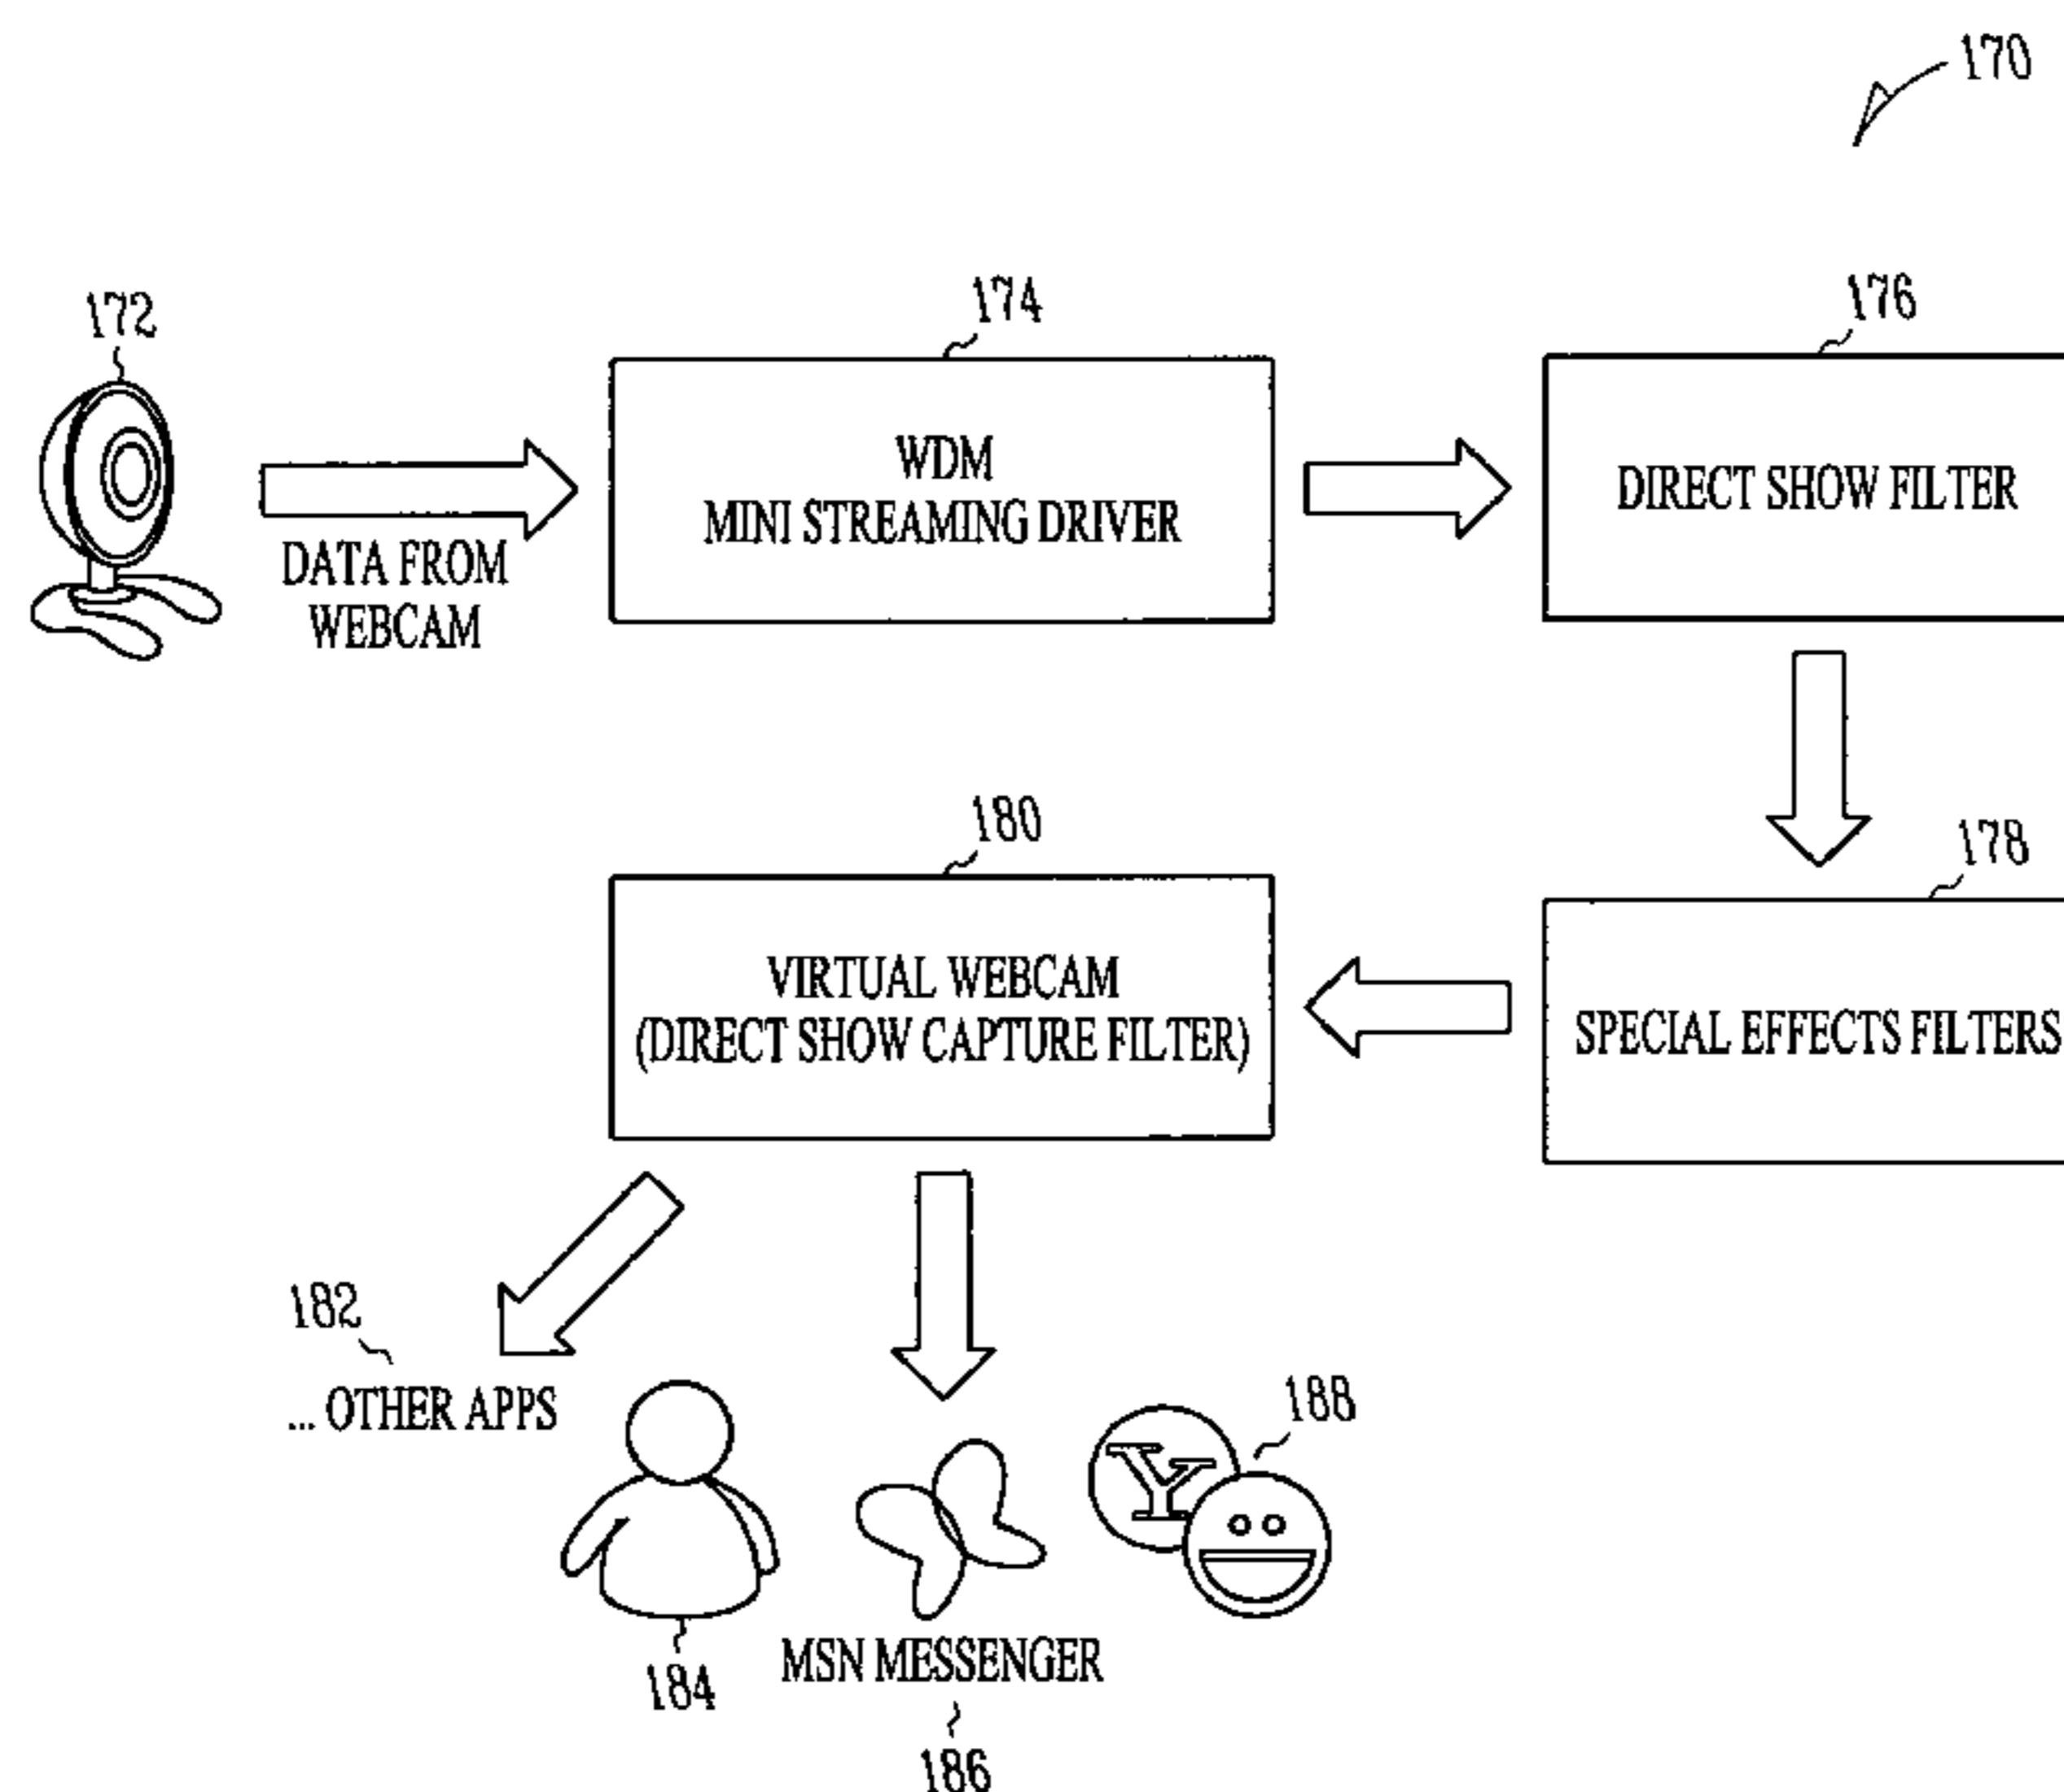 170
172
174
176
WDM
MINI STREAMING DRIVER
DIRECT SHOW FILTER
DATA FROM
WEBCAM
180
178
VIRTUAL WEBCAM
(DIRECT SHOW CAPTURE FILTER)
SPECIAL EFFECTS FILTERS
182
... OTHER APPS
188
Y
184
MSN MESSENGER
186